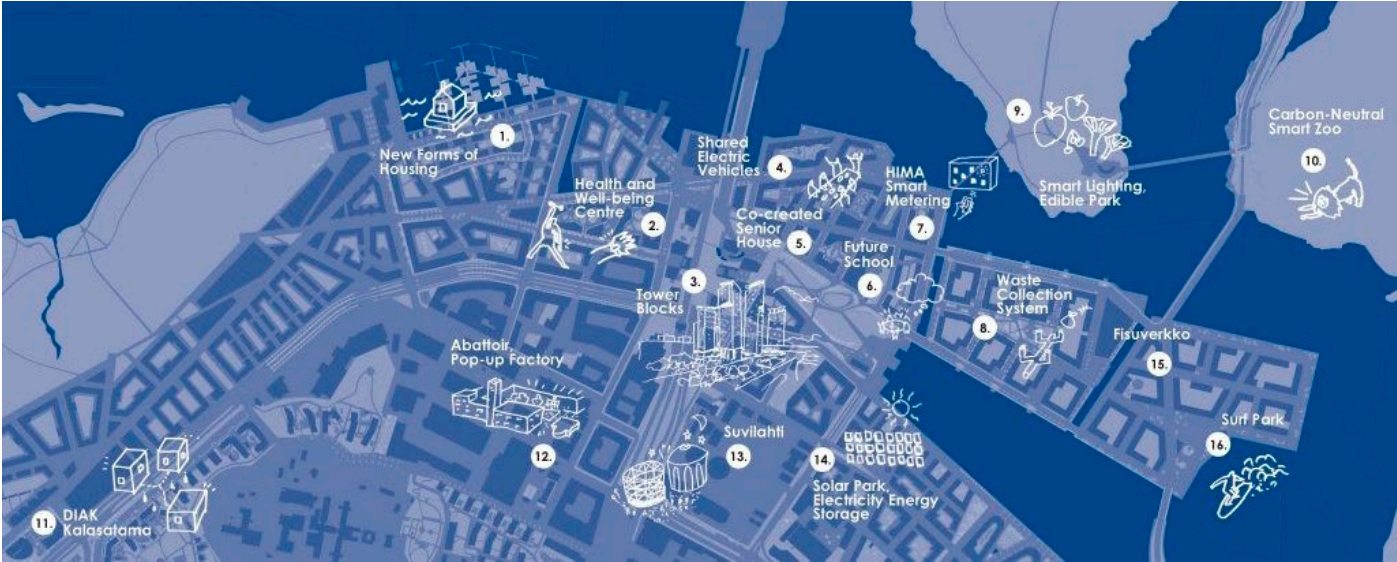 1.
New Forms of
Housing
Health and
Well-being
Centre
2.
3.
Tower
Blocks
Shared
Electric
Vehicles
4.
Co-created
Senior
House
5.
Future
School
6.
HIMA
Smart
Metering
7.
Waste
Collection
System
8.
9.
Smart Lighting,
Edible Park
Carbon-Neutral
Smart Zoo
10.
11.
DIAK
Kalasatama
Abattoir,
Pop-up Factory
12.
Suvilahti
13.
14.
Solar Park,
Electricity Energy
Storage
Fisuverkko
15.
Surf Park
16.